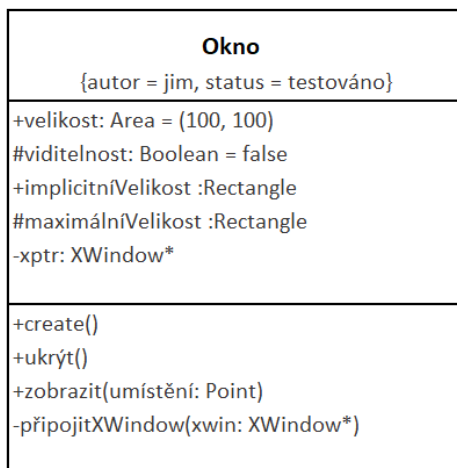 Okno
{autor = jim, status = testováno}
+velikost: Area = (100, 100)
#viditelnost: Boolean = false
+implicitníVelikost :Rectangle
#maximálníVelikost :Rectangle
-xptr: XWindow*
+create()
+ukrýt()
+zobrazit(umístění: Point)
-připojitXWindow(xwin: XWindow*)